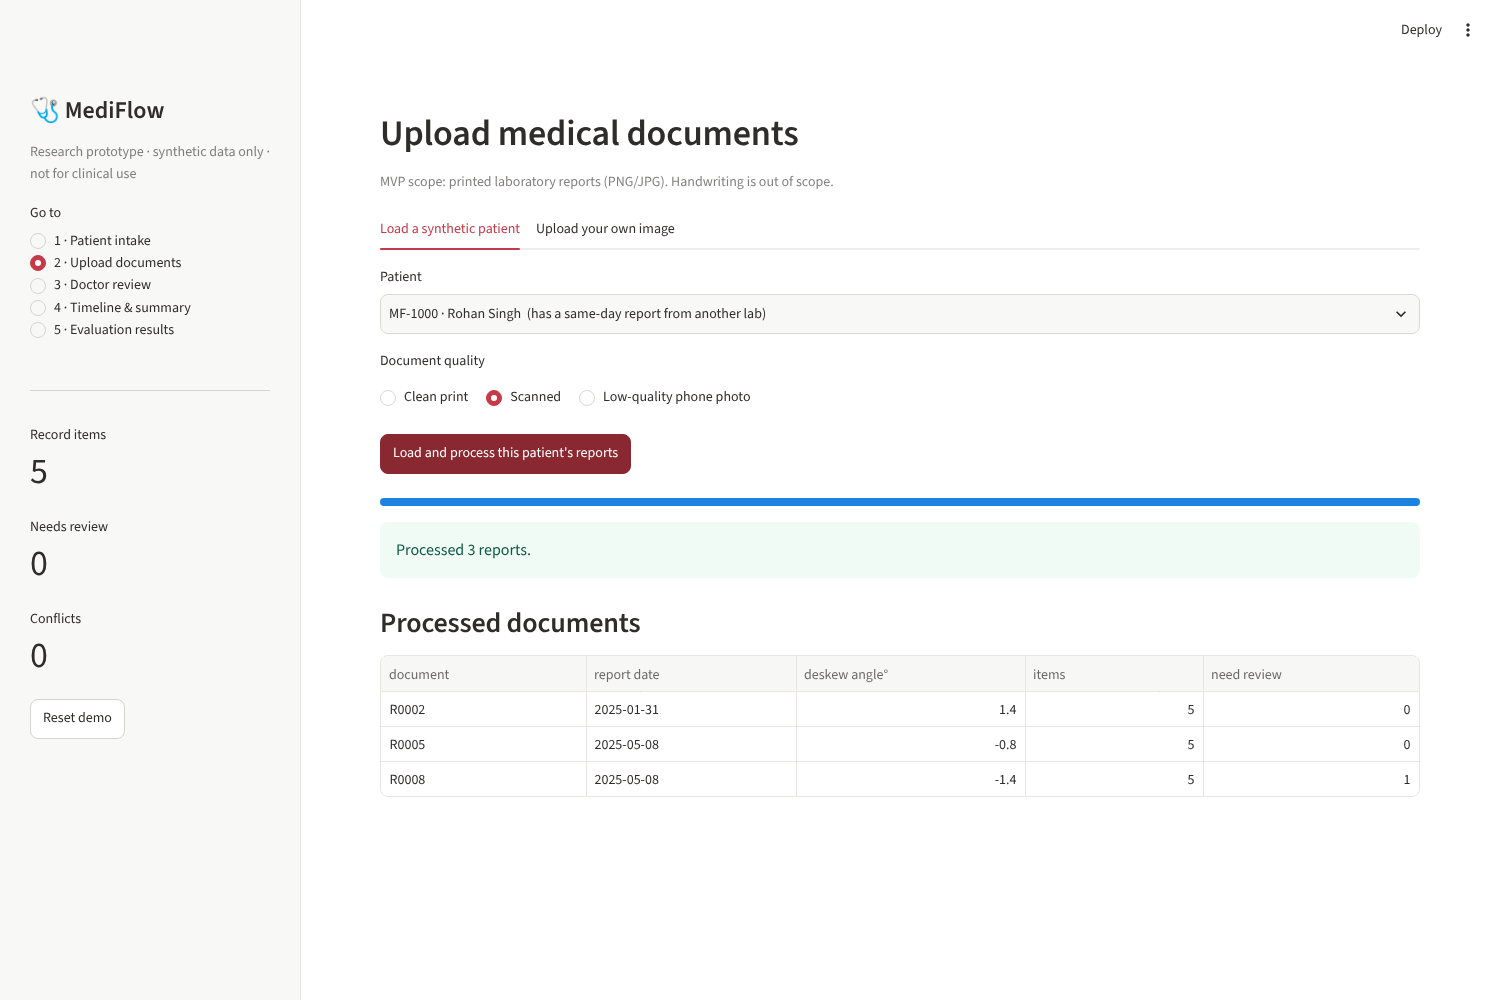 Deploy
🩺 MediFlow
Research prototype · synthetic data only ·
not for clinical use
Go to
1 · Patient intake
2 · Upload documents
3 · Doctor review
4 · Timeline & summary
5 · Evaluation results
Record items
5
Needs review
0
Conflicts
0
Reset demo
Upload medical documents
MVP scope: printed laboratory reports (PNG/JPG). Handwriting is out of scope.
Load a synthetic patient Upload your own image
Patient
MF-1000 · Rohan Singh (has a same-day report from another lab)
Document quality
Clean print Scanned Low-quality phone photo
Load and process this patient's reports
Processed 3 reports.
Processed documents
document report date deskew angle° items need review
R0002 2025-01-31 1.4 5 0
R0005 2025-05-08 -0.8 5 0
R0008 2025-05-08 -1.4 5 1